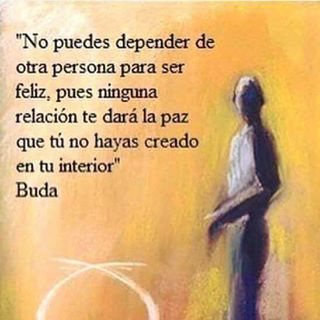 "No puedes depender de
otra persona para ser
feliz, pues ninguna
relación te dará la paz
que tú no hayas creado
en tu interior"
Buda